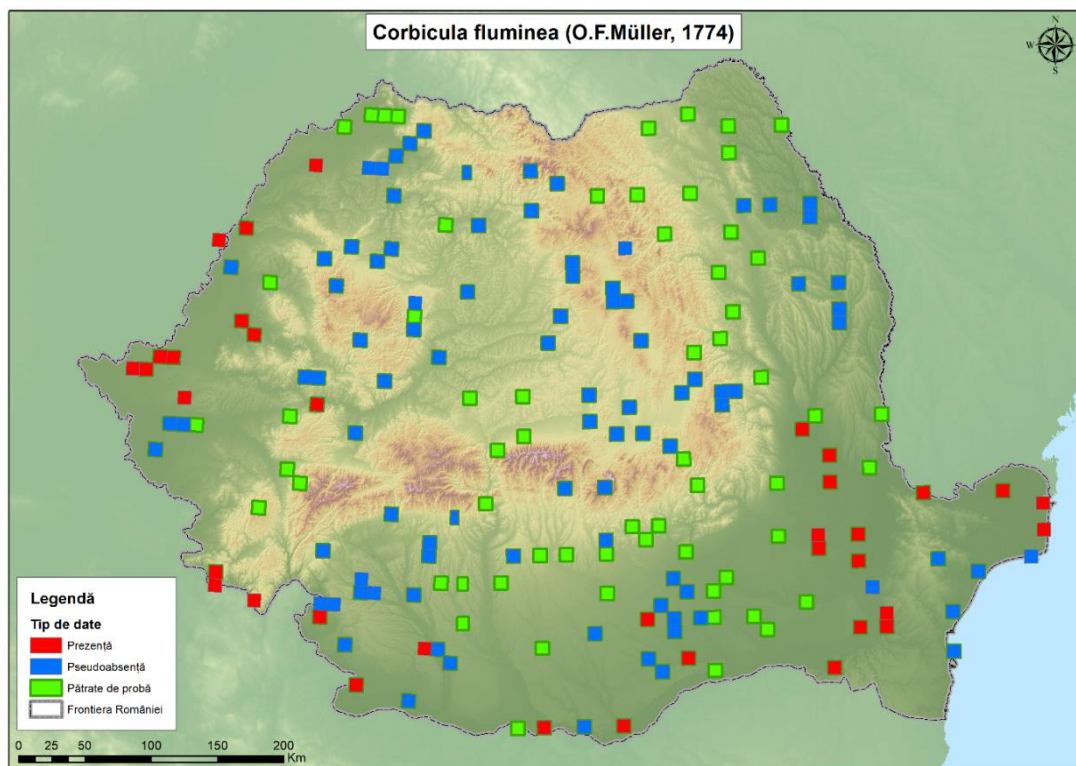 Corbicula fluminea (O.F.Müller, 1774)
N
W E
S
Legendă
Tip de date
Prezență
Pseudoabsență
Pătrate de probă
Frontiera României
0 25 50 100 150 200
Km